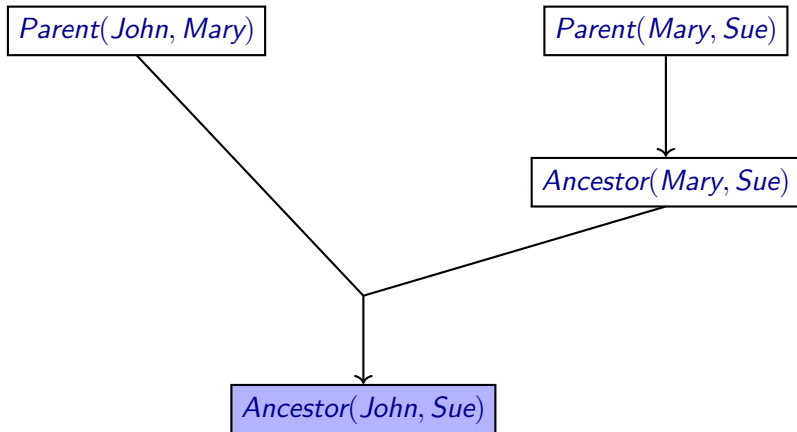 Parent(John, Mary)
Parent(Mary, Sue)
Ancestor(Mary, Sue)
Ancestor(John, Sue)